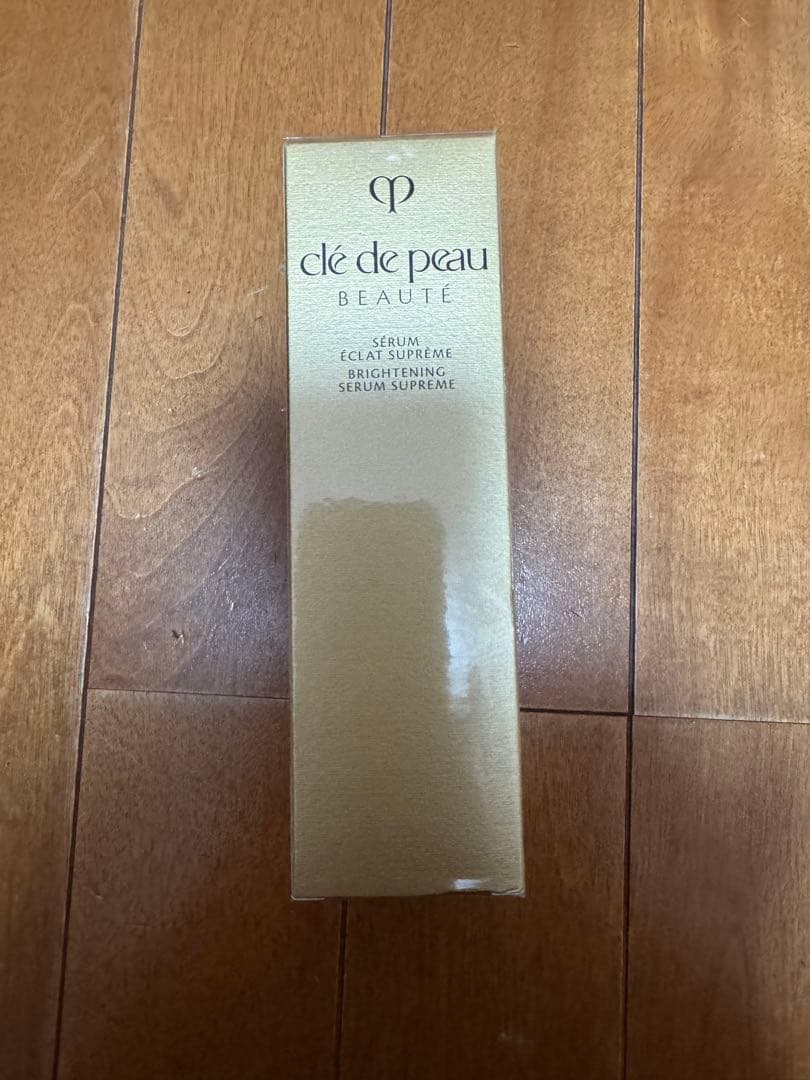 clé de peau
BEAUTÉ
SÉRUM
ÉCLAT SUPRÊME
BRIGHTENING
SERUM SUPREME